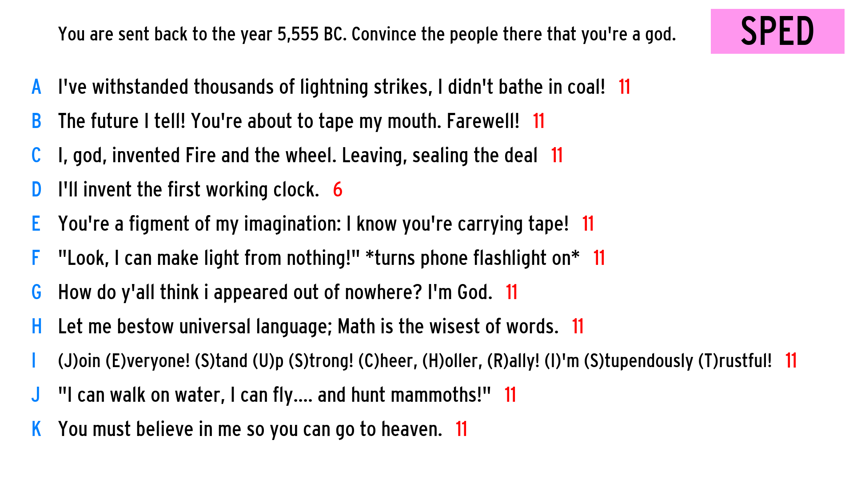 You are sent back to the year 5,555 BC. Convince the people there that you're a god.
SPED
A I've withstanded thousands of lightning strikes, I didn't bathe in coal! 11
B The future I tell! You're about to tape my mouth. Farewell! 11
C I, god, invented Fire and the wheel. Leaving, sealing the deal 11
D I'll invent the first working clock. 6
E You're a figment of my imagination: I know you're carrying tape! 11
F "Look, I can make light from nothing!" *turns phone flashlight on* 11
G How do y'all think i appeared out of nowhere? I'm God. 11
H Let me bestow universal language; Math is the wisest of words. 11
I (J)oin (E)veryone! (S)tand (U)p (S)trong! (C)heer, (H)oller, (R)ally! (I)'m (S)tupendously (T)rustful! 11
J "I can walk on water, I can fly.... and hunt mammoths!" 11
K You must believe in me so you can go to heaven. 11